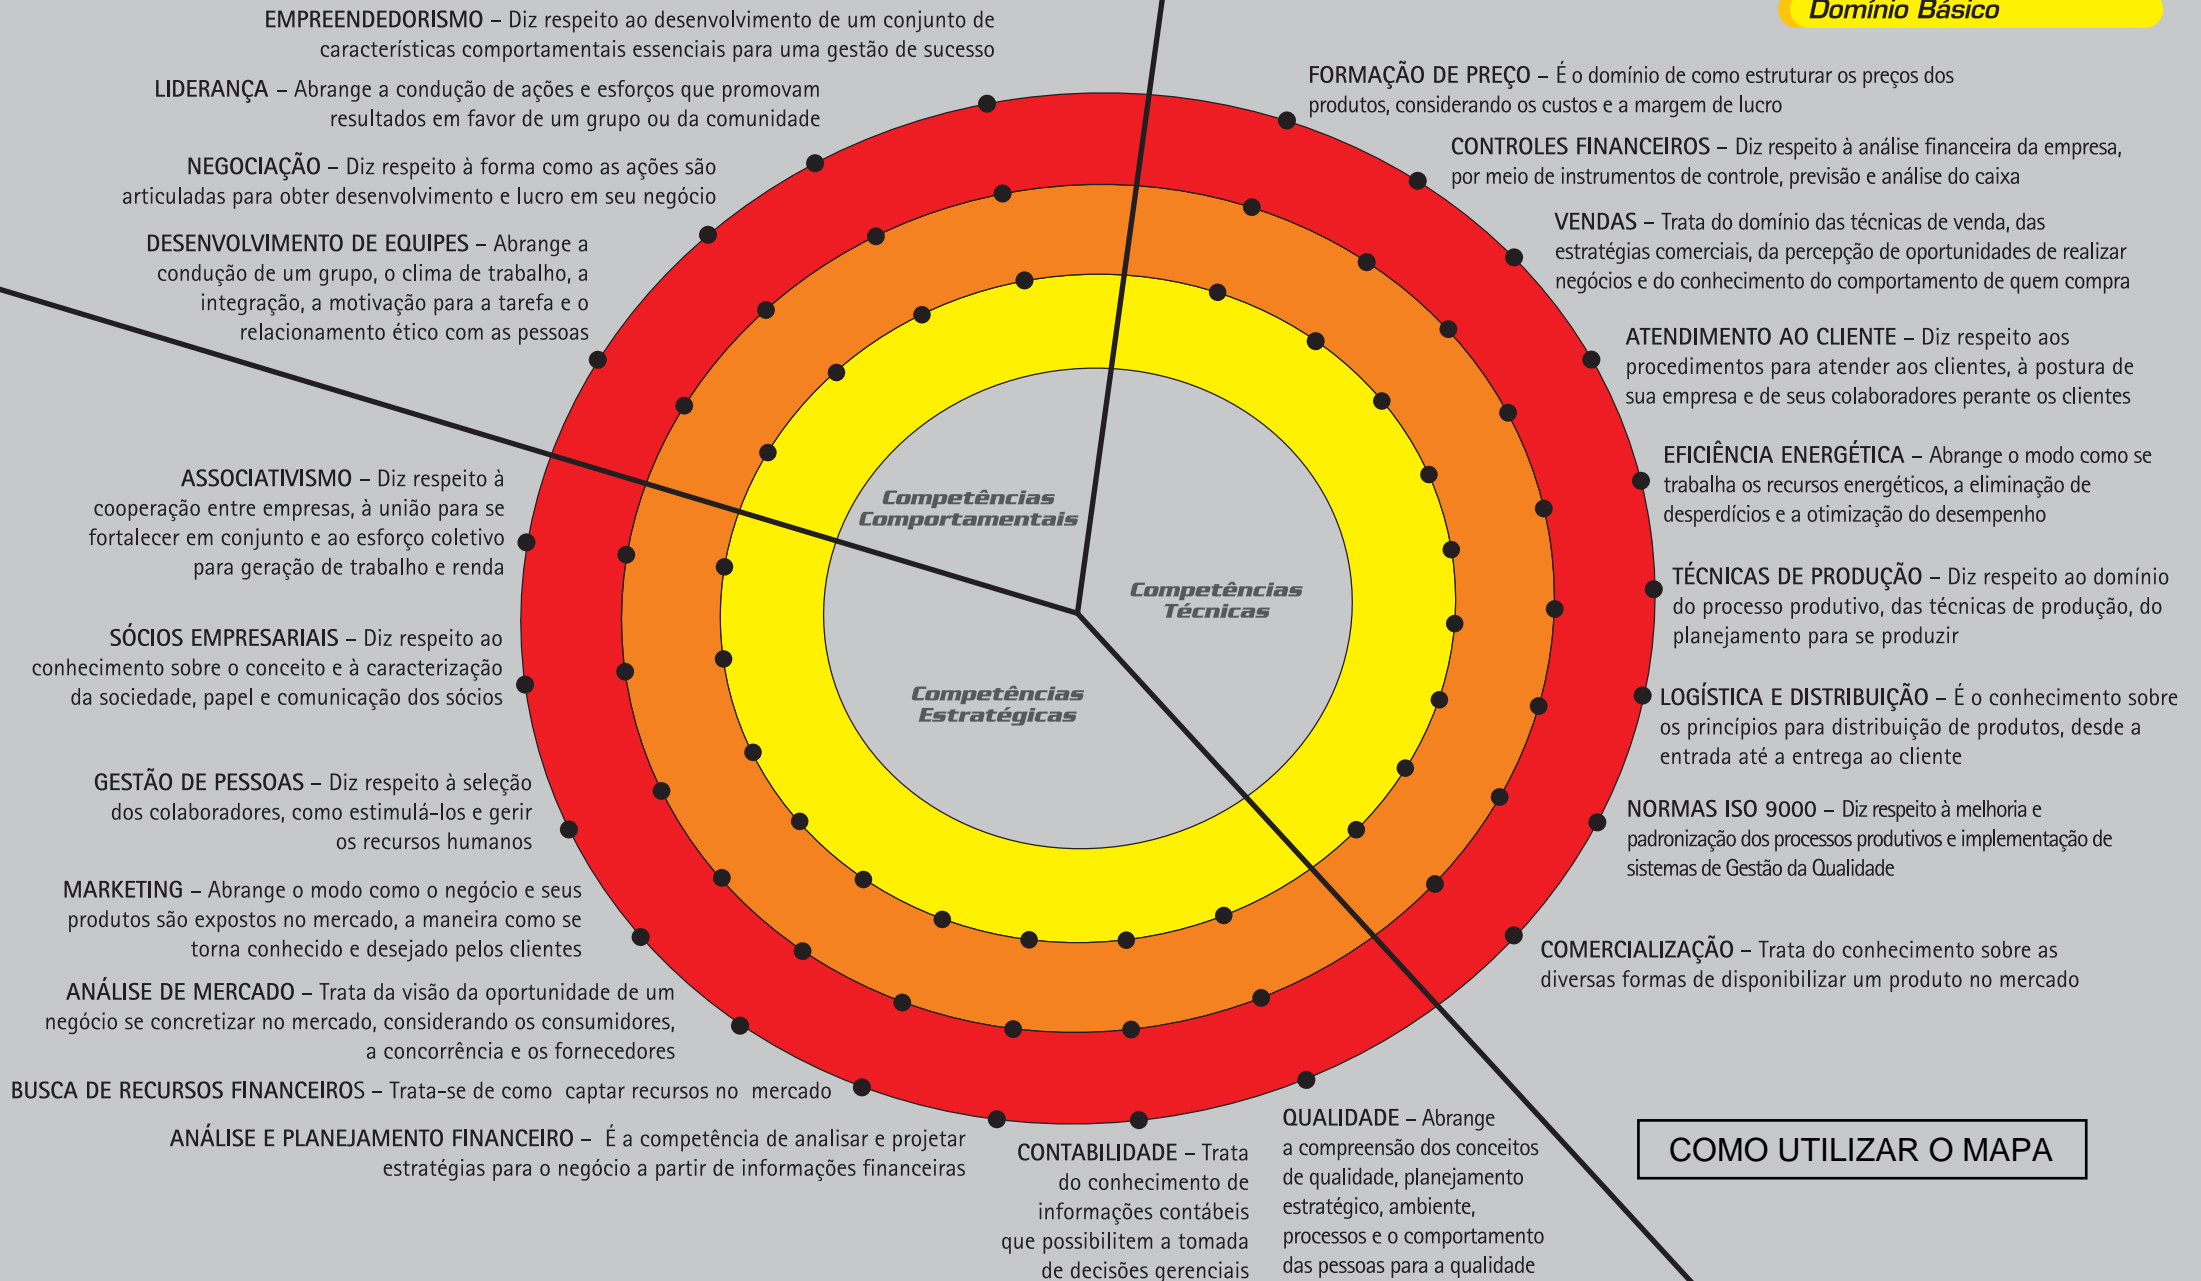 Domínio Básico
EMPREENDEDORISMO – Diz respeito ao desenvolvimento de um conjunto de
características comportamentais essenciais para uma gestão de sucesso
LIDERANÇA – Abrange a condução de ações e esforços que promovam
resultados em favor de um grupo ou da comunidade
NEGOCIAÇÃO – Diz respeito à forma como as ações são
articuladas para obter desenvolvimento e lucro em seu negócio
DESENVOLVIMENTO DE EQUIPES – Abrange a
condução de um grupo, o clima de trabalho, a
integração, a motivação para a tarefa e o
relacionamento ético com as pessoas
ASSOCIATIVISMO – Diz respeito à
cooperação entre empresas, à união para se
fortalecer em conjunto e ao esforço coletivo
para geração de trabalho e renda
SÓCIOS EMPRESARIAIS – Diz respeito ao
conhecimento sobre o conceito e à caracterização
da sociedade, papel e comunicação dos sócios
GESTÃO DE PESSOAS – Diz respeito à seleção
dos colaboradores, como estimulá-los e gerir
os recursos humanos
MARKETING – Abrange o modo como o negócio e seus
produtos são expostos no mercado, a maneira como se
torna conhecido e desejado pelos clientes
ANÁLISE DE MERCADO – Trata da visão da oportunidade de um
negócio se concretizar no mercado, considerando os consumidores,
a concorrência e os fornecedores
BUSCA DE RECURSOS FINANCEIROS – Trata-se de como captar recursos no mercado
ANÁLISE E PLANEJAMENTO FINANCEIRO – É a competência de analisar e projetar
estratégias para o negócio a partir de informações financeiras
Competências
Comportamentais
Competências
Técnicas
Competências
Estratégicas
FORMAÇÃO DE PREÇO – É o domínio de como estruturar os preços dos
produtos, considerando os custos e a margem de lucro
CONTROLES FINANCEIROS – Diz respeito à análise financeira da empresa,
por meio de instrumentos de controle, previsão e análise do caixa
VENDAS – Trata do domínio das técnicas de venda, das
estratégias comerciais, da percepção de oportunidades de realizar
negócios e do conhecimento do comportamento de quem compra
ATENDIMENTO AO CLIENTE – Diz respeito aos
procedimentos para atender aos clientes, à postura de
sua empresa e de seus colaboradores perante os clientes
EFICIÊNCIA ENERGÉTICA – Abrange o modo como se
trabalha os recursos energéticos, a eliminação de
desperdícios e a otimização do desempenho
TÉCNICAS DE PRODUÇÃO – Diz respeito ao domínio
do processo produtivo, das técnicas de produção, do
planejamento para se produzir
LOGÍSTICA E DISTRIBUIÇÃO – É o conhecimento sobre
os princípios para distribuição de produtos, desde a
entrada até a entrega ao cliente
NORMAS ISO 9000 – Diz respeito à melhoria e
padronização dos processos produtivos e implementação de
sistemas de Gestão da Qualidade
COMERCIALIZAÇÃO – Trata do conhecimento sobre as
diversas formas de disponibilizar um produto no mercado
CONTABILIDADE – Trata
do conhecimento de
informações contábeis
que possibilitem a tomada
de decisões gerenciais
QUALIDADE – Abrange
a compreensão dos conceitos
de qualidade, planejamento
estratégico, ambiente,
processos e o comportamento
das pessoas para a qualidade
COMO UTILIZAR O MAPA